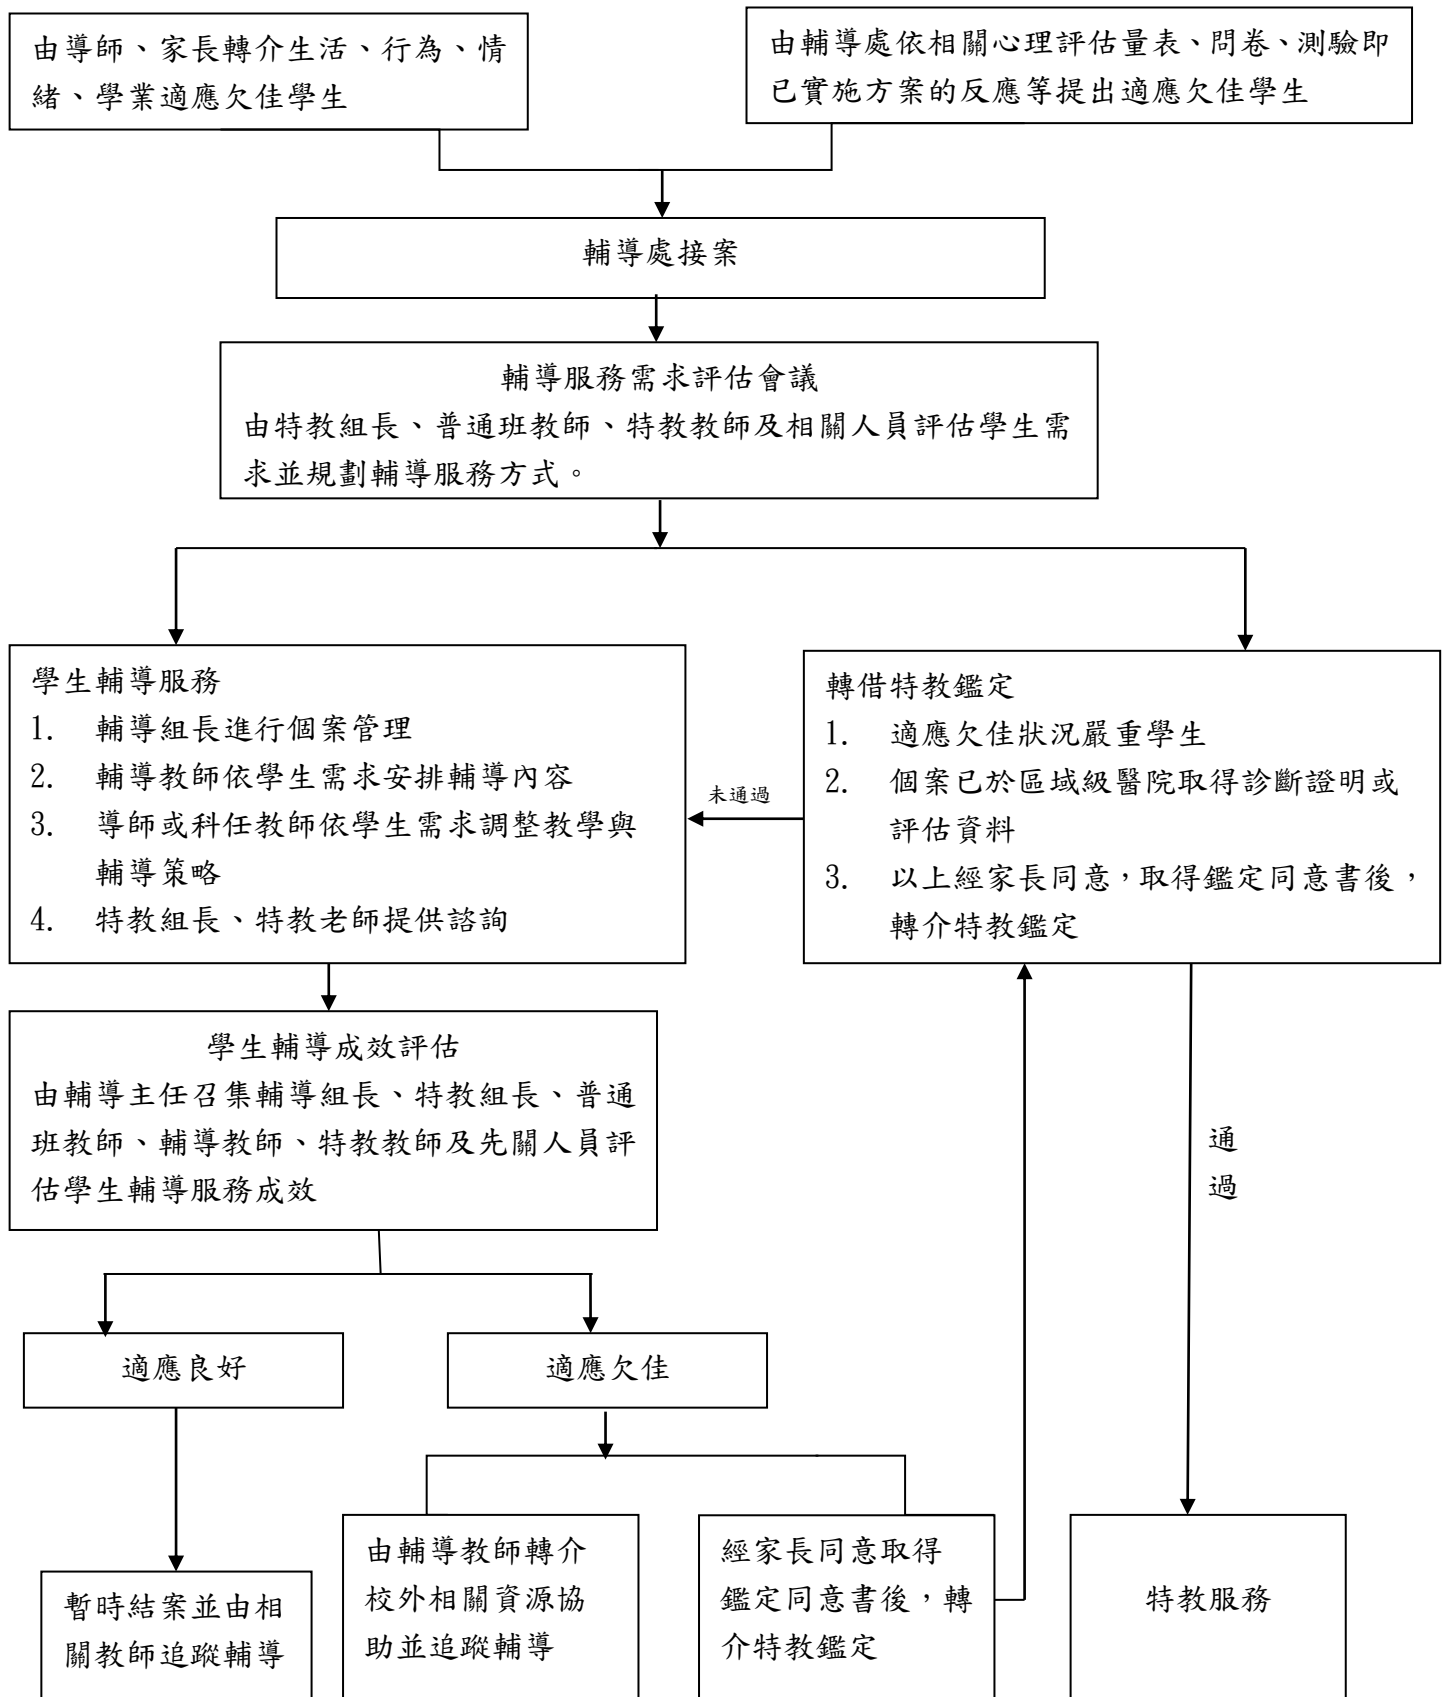 由導師、家長轉介生活、行為、情
緒、學業適應欠佳學生
由輔導處依相關心理評估量表、問卷、測驗即
已實施方案的反應等提出適應欠佳學生
輔導處接案
輔導服務需求評估會議
由特教組長、普通班教師、特教教師及相關人員評估學生需
求並規劃輔導服務方式。
學生輔導服務
1. 輔導組長進行個案管理
2. 輔導教師依學生需求安排輔導內容
3. 導師或科任教師依學生需求調整教學與
輔導策略
4. 特教組長、特教老師提供諮詢
未通過
轉借特教鑑定
1. 適應欠佳狀況嚴重學生
2. 個案已於區域級醫院取得診斷證明或
評估資料
3. 以上經家長同意,取得鑑定同意書後,
轉介特教鑑定
學生輔導成效評估
由輔導主任召集輔導組長、特教組長、普通
班教師、輔導教師、特教教師及先關人員評
估學生輔導服務成效
通
過
適應良好
適應欠佳
暫時結案並由相
關教師追蹤輔導
由輔導教師轉介
校外相關資源協
助並追蹤輔導
經家長同意取得
鑑定同意書後,轉
介特教鑑定
特教服務